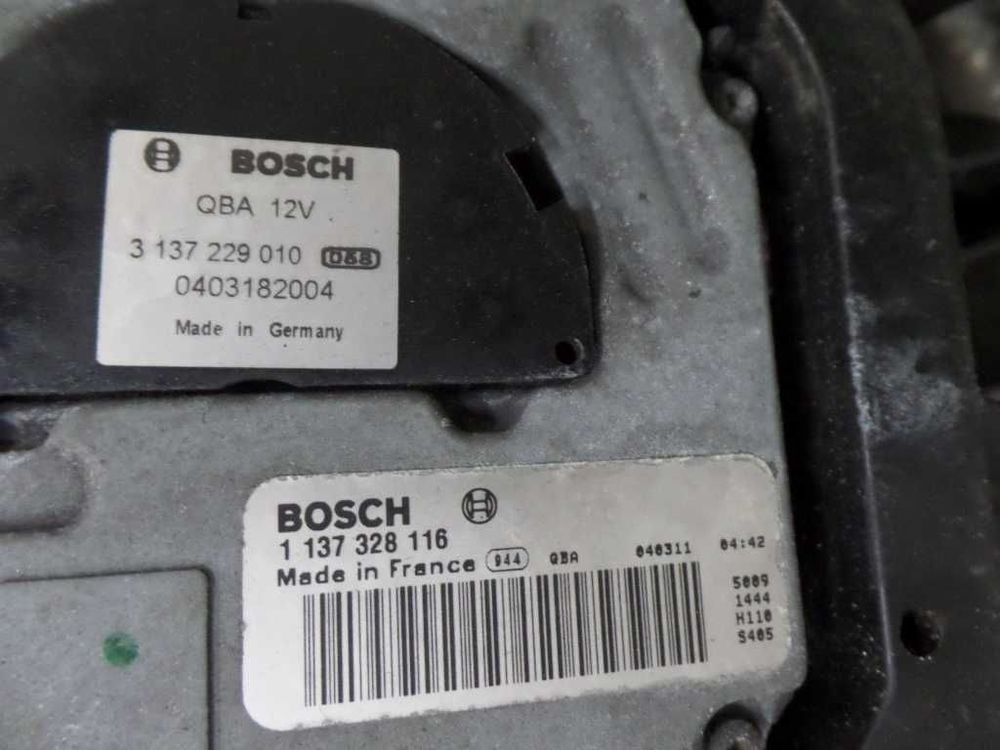 BOSCH
QBA 12V
3 137 229 010 088
0403182004
Made in Germany
BOSCH
1 137 328 116
Made in France 944 QBA 040311 04:42
5009
1444
H110
S405